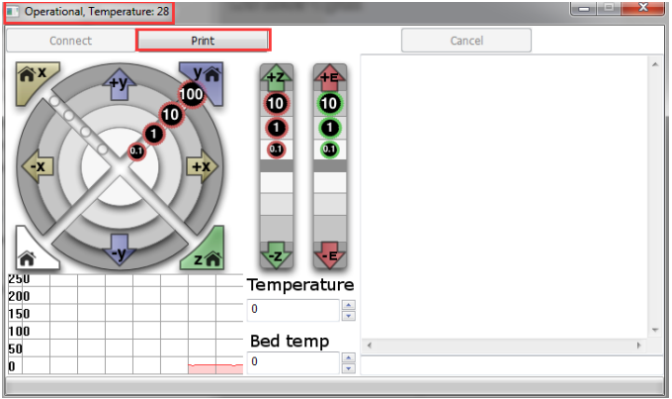 Operational, Temperature: 28
Connect Print Cancel
x y
+y
100
10
1
0.1
-x +x
-y
z
+Z +E
10 10
1 1
0.1 0.1
-Z -E
250
200
150
100
50
0
Temperature
0
Bed temp
0